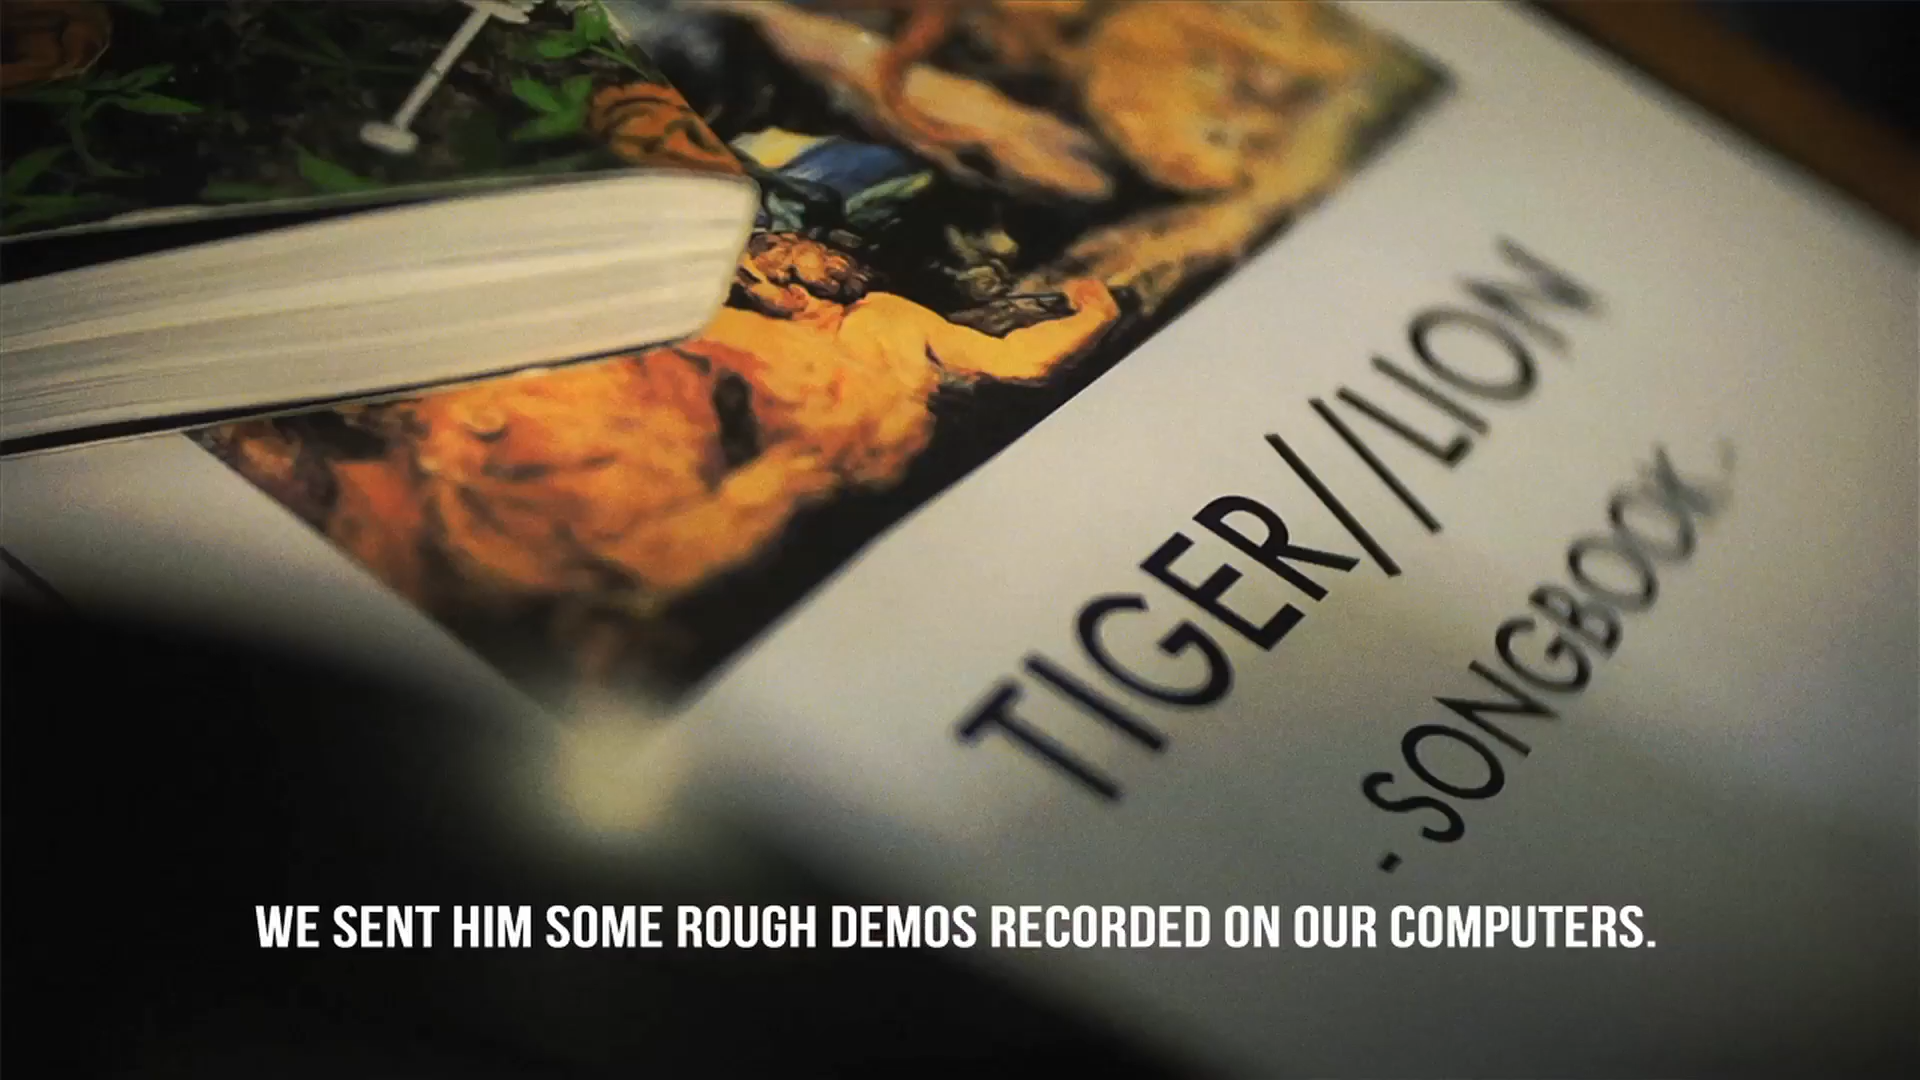 TIGER//LION
- SONGBOOK -
WE SENT HIM SOME ROUGH DEMOS RECORDED ON OUR COMPUTERS.